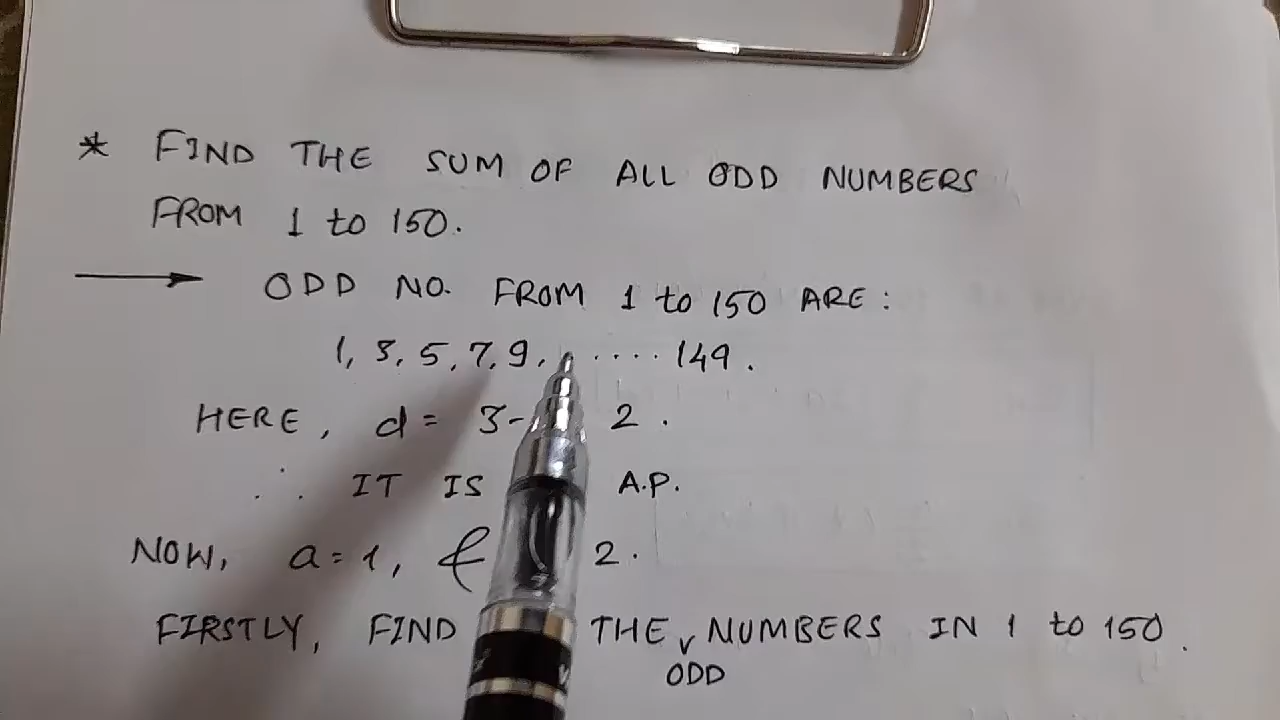 * FIND THE SUM OF ALL ODD NUMBERS
FROM 1 to 150.
→ ODD NO. FROM 1 to 150 ARE:
1, 3, 5, 7, 9, . . . . . 149.
HERE, d = 3- 2.
∴ IT IS A.P.
NOW, a = 1, & 2.
FIRSTLY, FIND THE ODD NUMBERS IN 1 to 150.